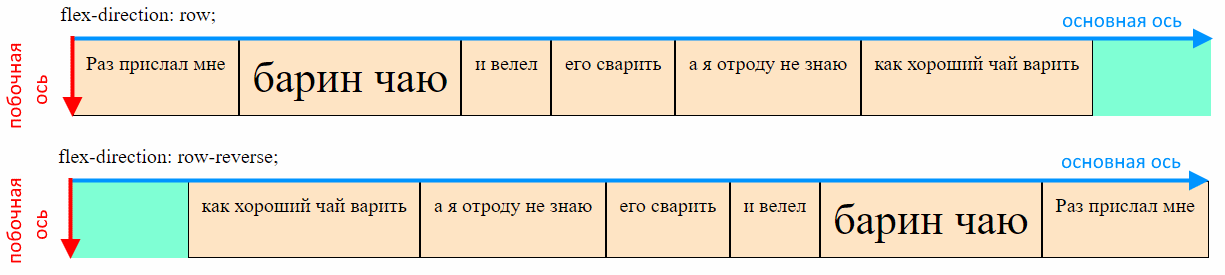 flex-direction: row;
основная ось
побочная
ось
Раз прислал мне
барин чаю
и велел
его сварить
а я отроду не знаю
как хороший чай варить
flex-direction: row-reverse;
основная ось
побочная
ось
как хороший чай варить
а я отроду не знаю
его сварить
и велел
барин чаю
Раз прислал мне